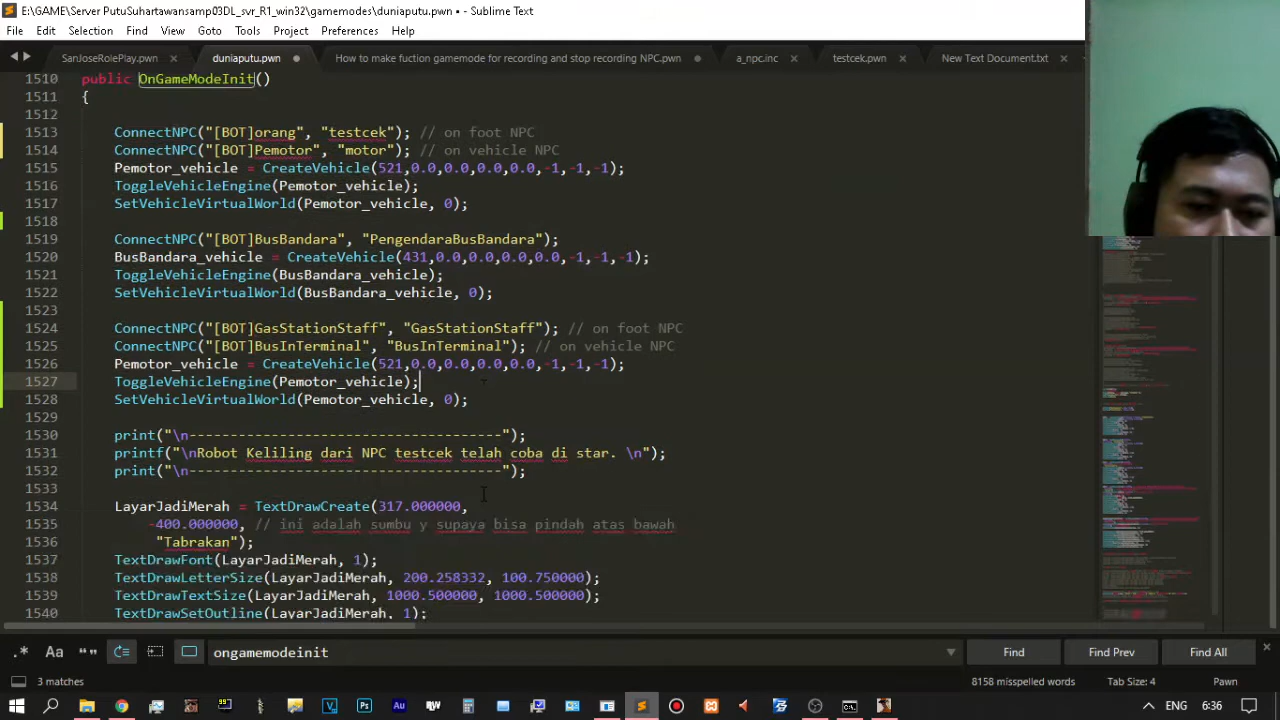 E:\GAME\Server PutuSuhartawansamp03DL_svr_R1_win32\gamemodes\duniaputu.pwn • - Sublime Text
File Edit Selection Find View Goto Tools Project Preferences Help
SanJoseRolePlay.pwn duniaputu.pwn How to make fuction gamemode for recording and stop recording NPC.pwn a_npc.inc testcek.pwn New Text Document.txt
1510 public OnGameModeInit()
1511 {
1512
1513 ConnectNPC("[BOT]orang", "testcek"); // on foot NPC
1514 ConnectNPC("[BOT]Pemotor", "motor"); // on vehicle NPC
1515 Pemotor_vehicle = CreateVehicle(521,0.0,0.0,0.0,0.0,-1,-1,-1);
1516 ToggleVehicleEngine(Pemotor_vehicle);
1517 SetVehicleVirtualWorld(Pemotor_vehicle, 0);
1518
1519 ConnectNPC("[BOT]BusBandara", "PengendaraBusBandara");
1520 BusBandara_vehicle = CreateVehicle(431,0.0,0.0,0.0,0.0,-1,-1,-1);
1521 ToggleVehicleEngine(BusBandara_vehicle);
1522 SetVehicleVirtualWorld(BusBandara_vehicle, 0);
1523
1524 ConnectNPC("[BOT]GasStationStaff", "GasStationStaff"); // on foot NPC
1525 ConnectNPC("[BOT]BusInTerminal", "BusInTerminal"); // on vehicle NPC
1526 Pemotor_vehicle = CreateVehicle(521,0.0,0.0,0.0,0.0,-1,-1,-1);
1527 ToggleVehicleEngine(Pemotor_vehicle);
1528 SetVehicleVirtualWorld(Pemotor_vehicle, 0);
1529
1530 print("\n--------------------------------------");
1531 printf("\nRobot Keliling dari NPC testcek telah coba di star. \n");
1532 print("\n--------------------------------------");
1533
1534 LayarJadiMerah = TextDrawCreate(317.000000,
1535 -400.000000, // ini adalah sumbu y supaya bisa pindah atas bawah
1536 "Tabrakan");
1537 TextDrawFont(LayarJadiMerah, 1);
1538 TextDrawLetterSize(LayarJadiMerah, 200.258332, 100.750000);
1539 TextDrawTextSize(LayarJadiMerah, 1000.500000, 1000.500000);
1540 TextDrawSetOutline(LayarJadiMerah, 1);
.* Aa “” ongamemodeinit Find Find Prev Find All
3 matches 8158 misspelled words Tab Size: 4 Pawn
6:36